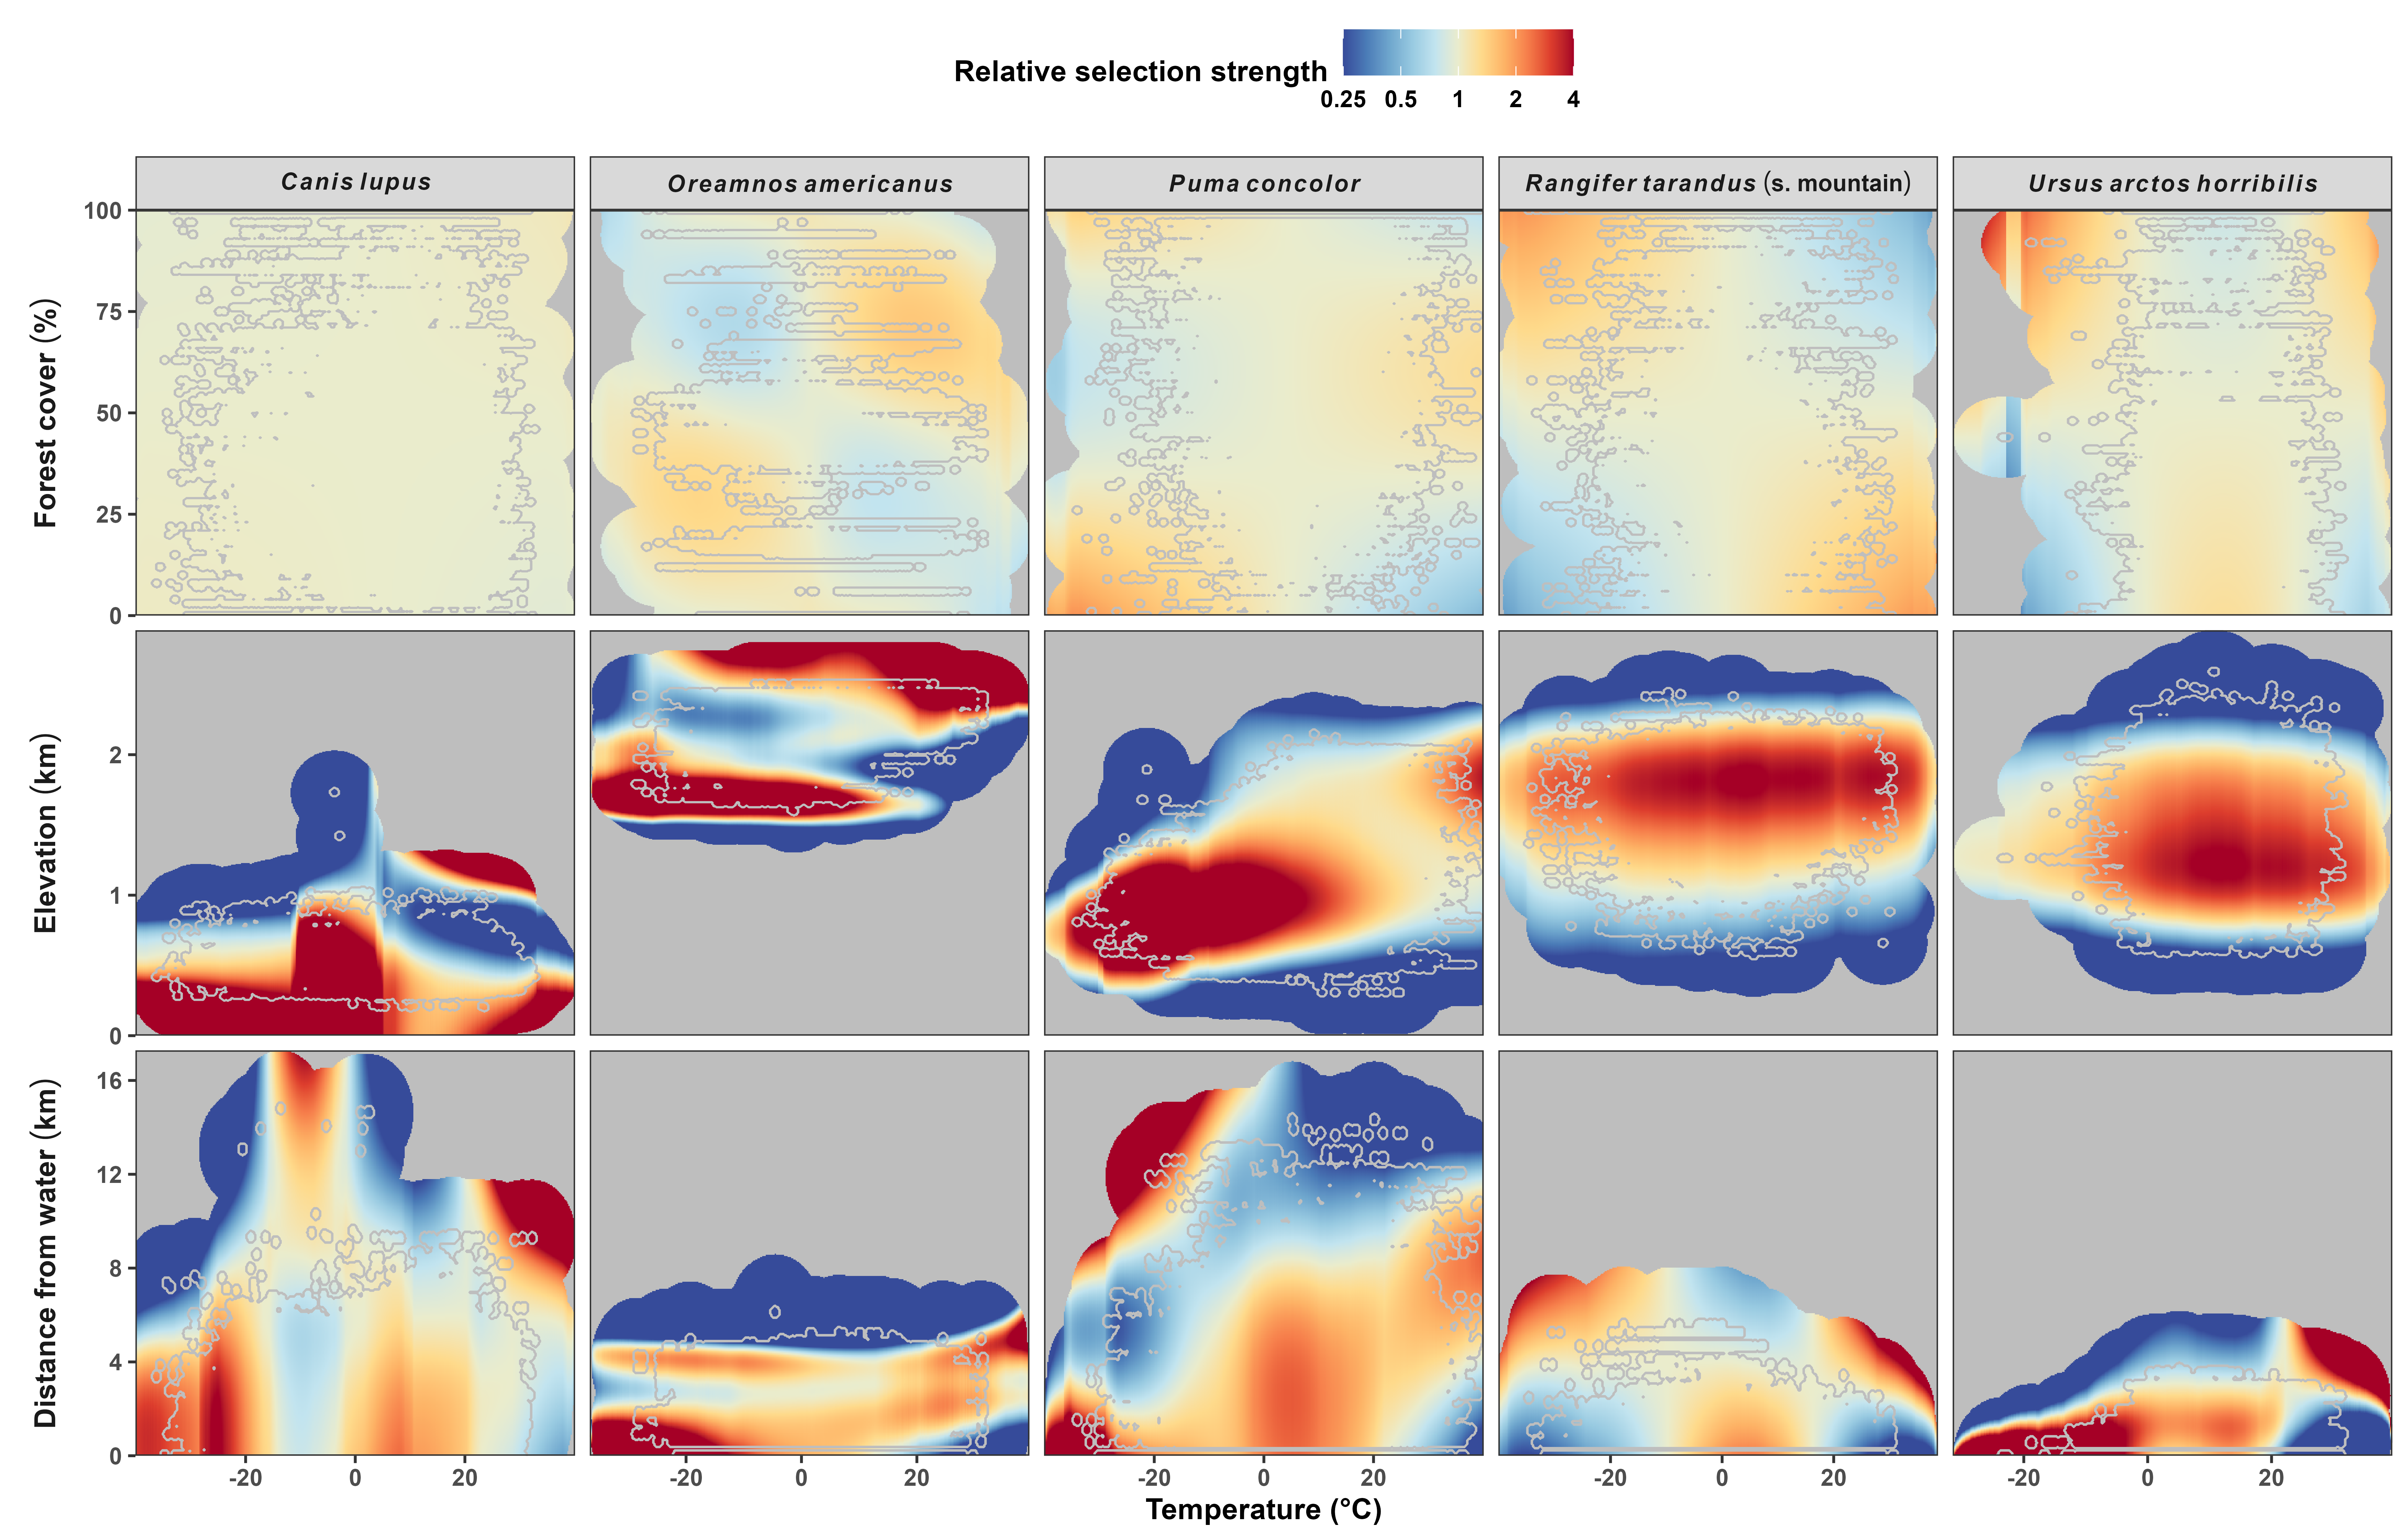 Relative selection strength
0.25 0.5 1 2 4
Canis lupus
Oreamnos americanus
Puma concolor
Rangifer tarandus (s. mountain)
Ursus arctos horribilis
Forest cover (%)
100
75
50
25
0
Elevation (km)
2
1
0
Distance from water (km)
16
12
8
4
0
-20 0 20
-20 0 20
-20 0 20
-20 0 20
-20 0 20
Temperature (°C)